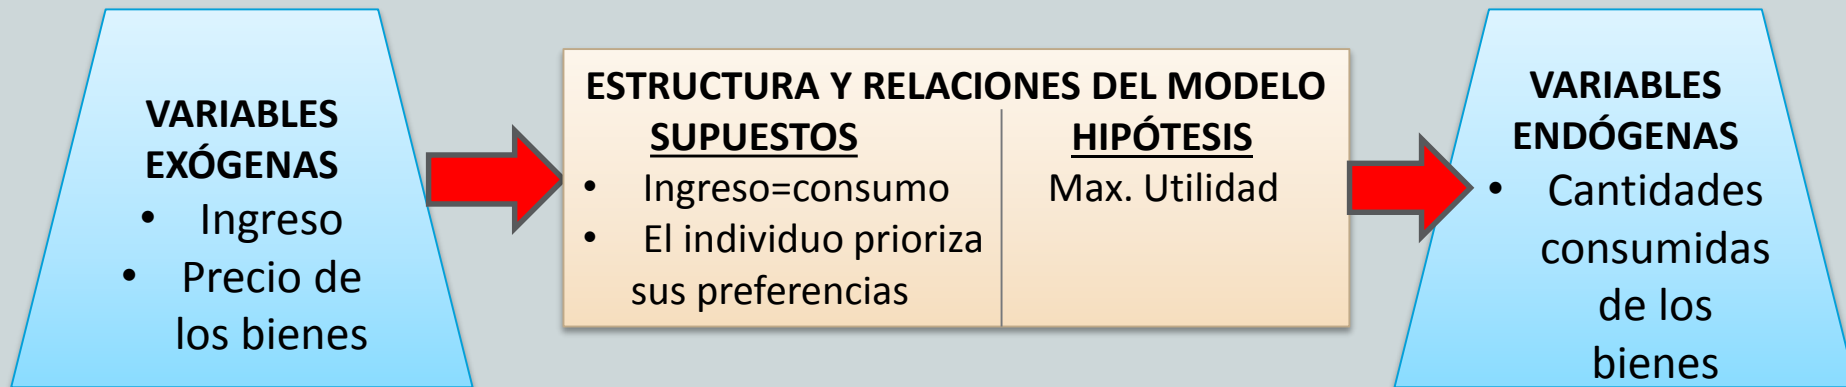 VARIABLES
EXÓGENAS
• Ingreso
• Precio de
los bienes
ESTRUCTURA Y RELACIONES DEL MODELO
SUPUESTOS
• Ingreso=consumo
• El individuo prioriza
sus preferencias
HIPÓTESIS
Max. Utilidad
VARIABLES
ENDÓGENAS
• Cantidades
consumidas
de los
bienes